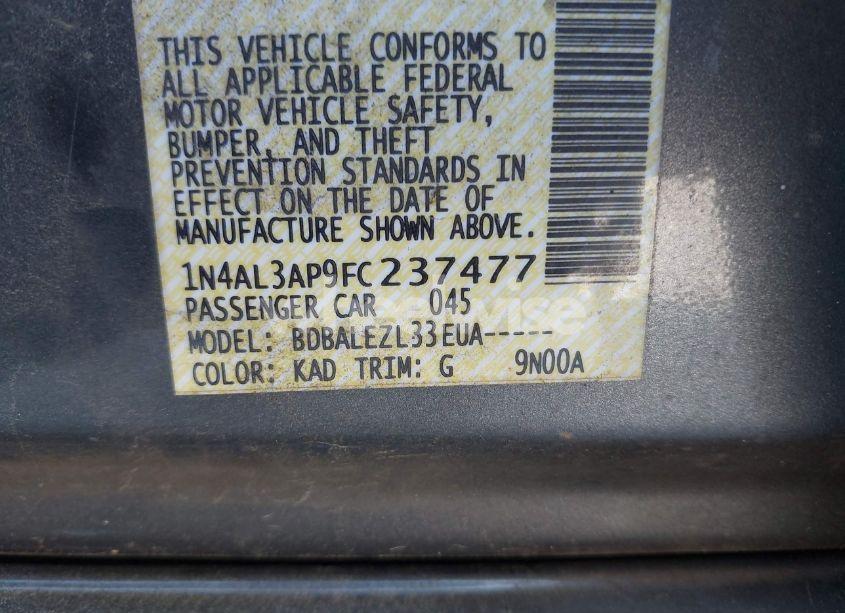 THIS VEHICLE CONFORMS TO
ALL APPLICABLE FEDERAL
MOTOR VEHICLE SAFETY,
BUMPER, AND THEFT
PREVENTION STANDARDS IN
EFFECT ON THE DATE OF
MANUFACTURE SHOWN ABOVE.
1N4AL3AP9FC237477
PASSENGER CAR 045
MODEL: BDBALEZL33EUA-----
COLOR: KAD TRIM: G 9N00A